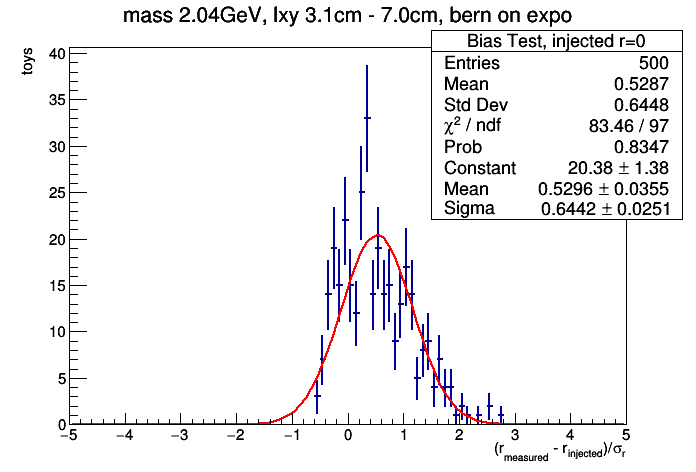 mass 2.04GeV, lxy 3.1cm - 7.0cm, bern on expo
Bias Test, injected r=0
Entries 500
Mean 0.5287
Std Dev 0.6448
χ² / ndf 83.46 / 97
Prob 0.8347
Constant 20.38 ± 1.38
Mean 0.5296 ± 0.0355
Sigma 0.6442 ± 0.0251
toys
40
35
30
25
20
15
10
5
0
−5 −4 −3 −2 −1 0 1 2 3 4 5
(r_measured - r_injected)/σ_r